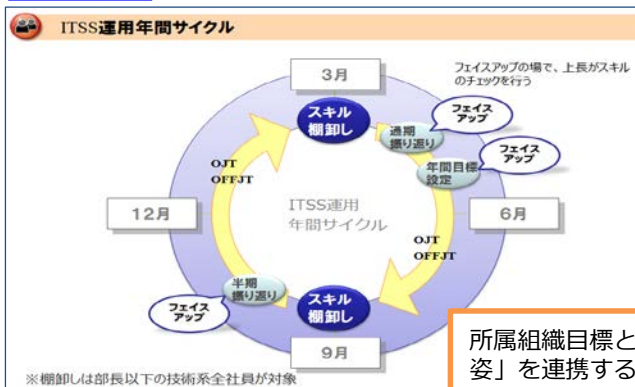 ITSS運用年間サイクル
フェイスアップの場で、上長がスキル
のチェックを行う
3月
スキル
棚卸し
通期
振り返り
フェイス
アップ
年間目標
設定
フェイス
アップ
OJT
OFFJT
ITSS運用
年間サイクル
12月
6月
OJT
OFFJT
半期
振り返り
フェイス
アップ
スキル
棚卸し
9月
※棚卸しは部長以下の技術系全社員が対象
所属組織目標と
姿」を連携する